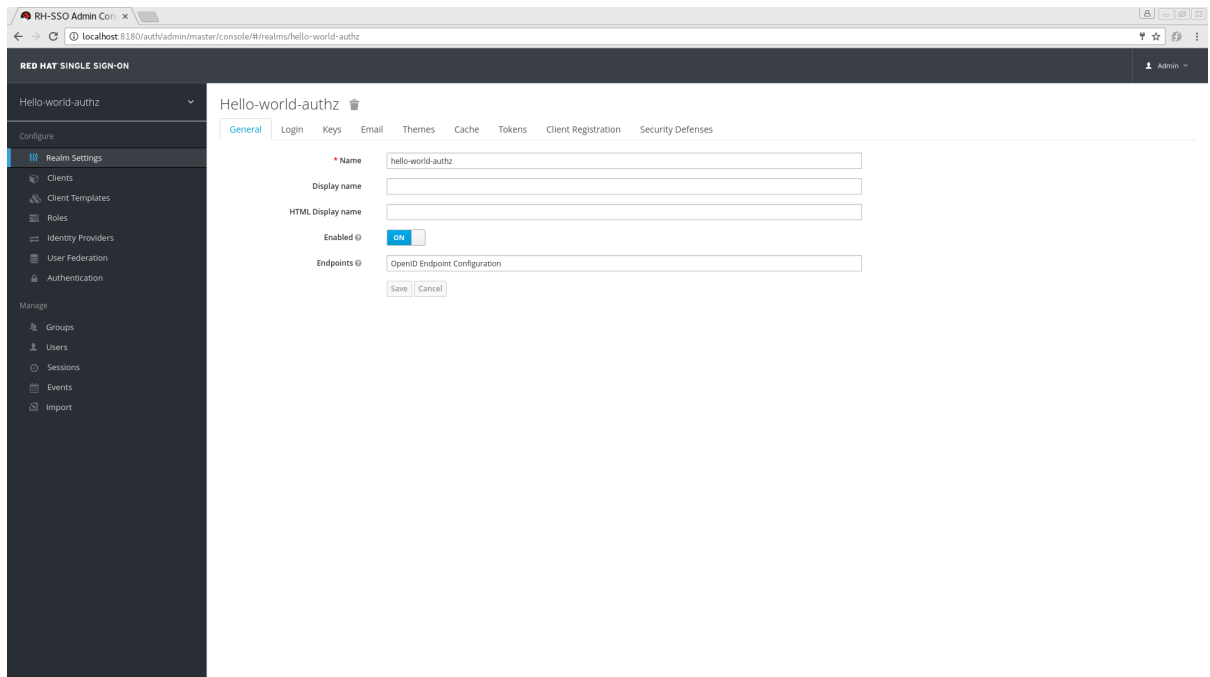 RH-SSO Admin Con
localhost:8180/auth/admin/master/console/#/realms/hello-world-authz
RED HAT SINGLE SIGN-ON
Admin
Hello-world-authz
Configure
Realm Settings
Clients
Client Templates
Roles
Identity Providers
User Federation
Authentication
Manage
Groups
Users
Sessions
Events
Import
Hello-world-authz
General Login Keys Email Themes Cache Tokens Client Registration Security Defenses
* Name hello-world-authz
Display name
HTML Display name
Enabled ON
Endpoints OpenID Endpoint Configuration
Save Cancel